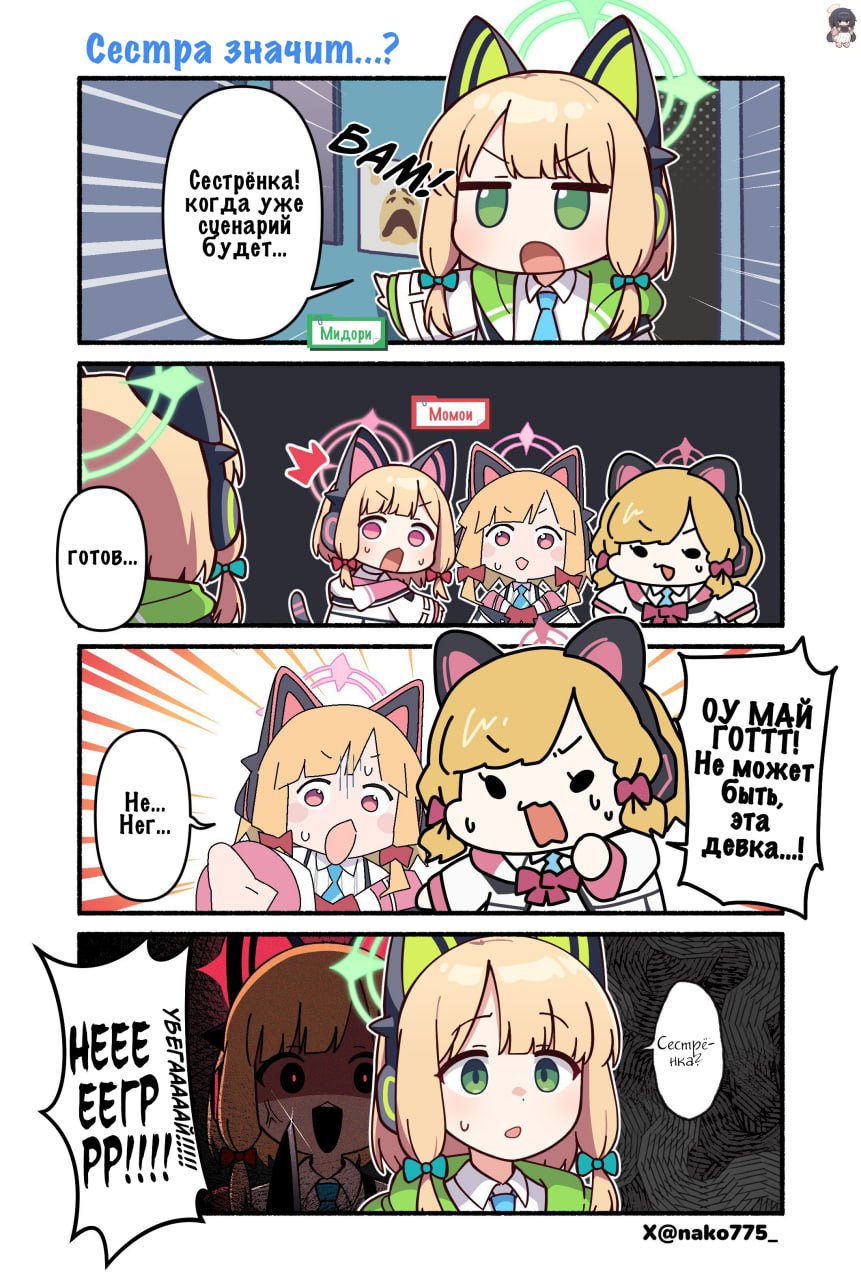 Сестра значит...?
Сестрёнка!
когда уже
сценарий
будет...
БАМ!
Мидори
Момои
готов...
ОУ МАЙ
ГОТТТ!
Не может
быть,
эта
девка...!
Не...
Нег...
НЕЕЕ
ЕЕГР
РР!!!!
УБЕГААААЙ!!!!!
Сестрё-
нка?
X@nako775_